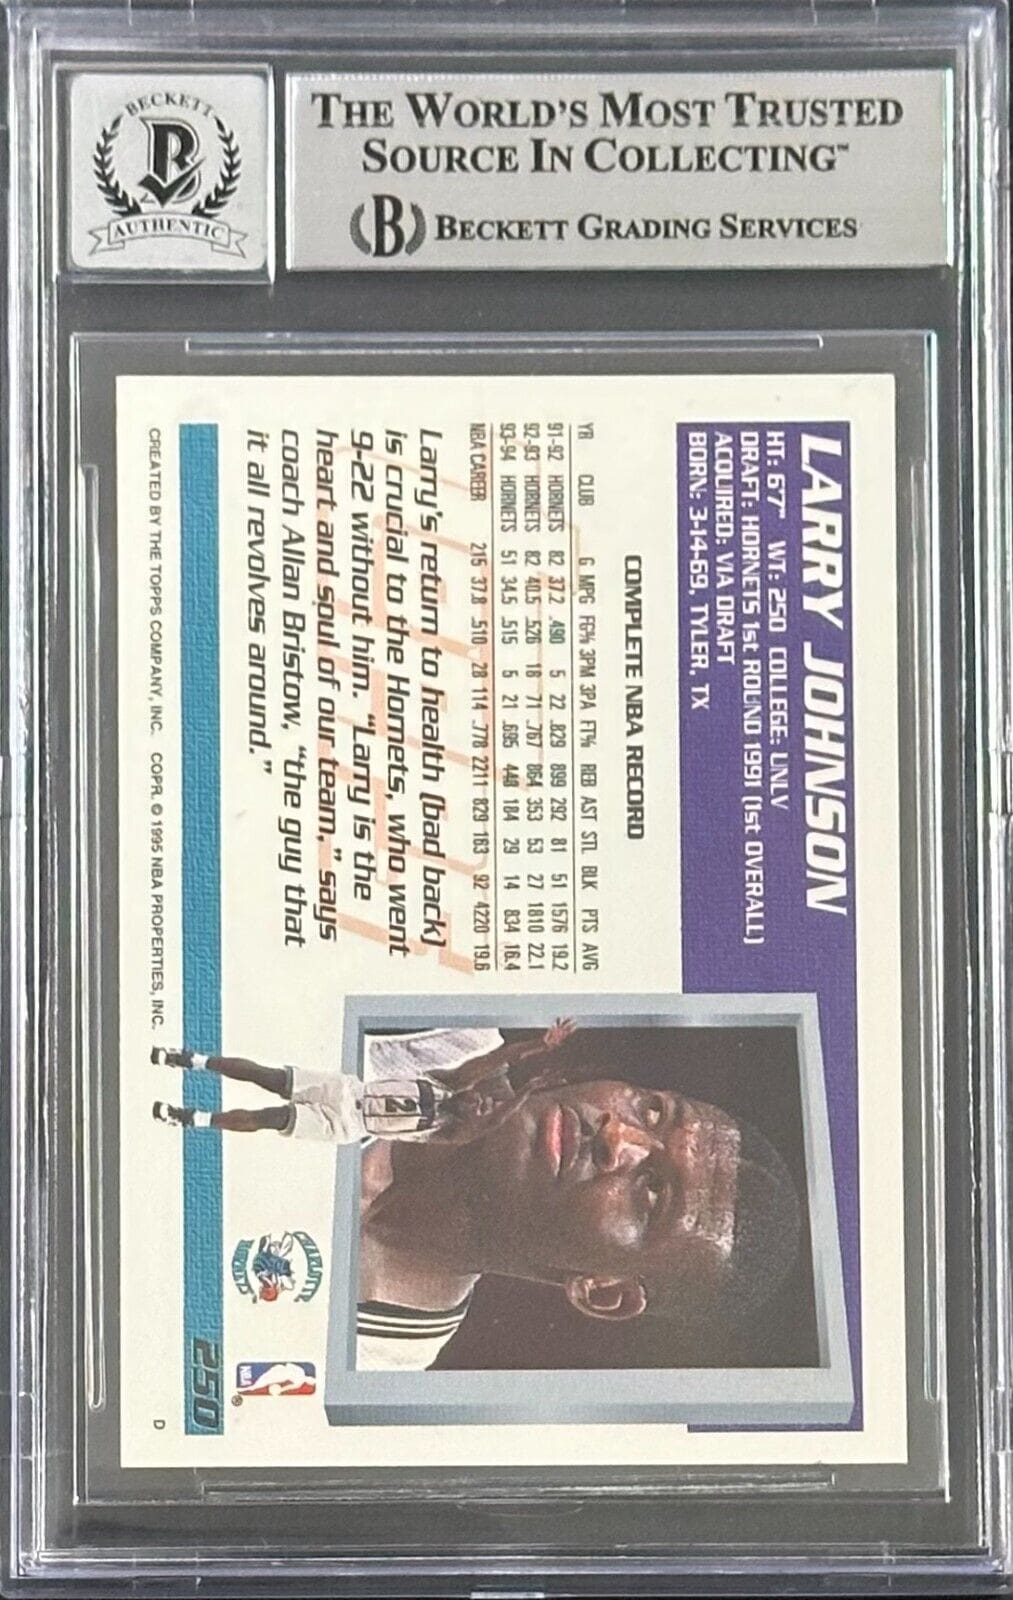 BECKETT
AUTHENTIC
THE WORLD'S MOST TRUSTED
SOURCE IN COLLECTING™
B BECKETT GRADING SERVICES
LARRY JOHNSON
HT: 6'7" WT: 250 COLLEGE: UNLV
DRAFT: HORNETS 1st ROUND 1991 (1st OVERALL)
ACQUIRED: VIA DRAFT
BORN: 3-14-69, TYLER, TX
COMPLETE NBA RECORD
YR CLUB G MPG FG% 3PM 3PA FT% REB AST STL BLK PTS AVG
91-92 HORNETS 82 37.2 .490 5 22 .829 899 292 81 51 1576 19.2
92-93 HORNETS 82 40.5 .526 18 71 .767 864 353 53 27 1810 22.1
93-94 HORNETS 51 34.5 .515 5 21 .695 448 184 29 14 834 16.4
NBA CAREER 215 37.8 .510 28 114 .778 2211 829 163 92 4220 19.6
Larry's return to health (bad back)
is crucial to the Hornets, who went
9-22 without him. "Larry is the
heart and soul of our team," says
coach Allan Bristow, "the guy that
it all revolves around."
2
CHARLOTTE
HORNETS™
NBA ®
250
CREATED BY THE TOPPS COMPANY, INC. COPR. © 1995 NBA PROPERTIES, INC.
D